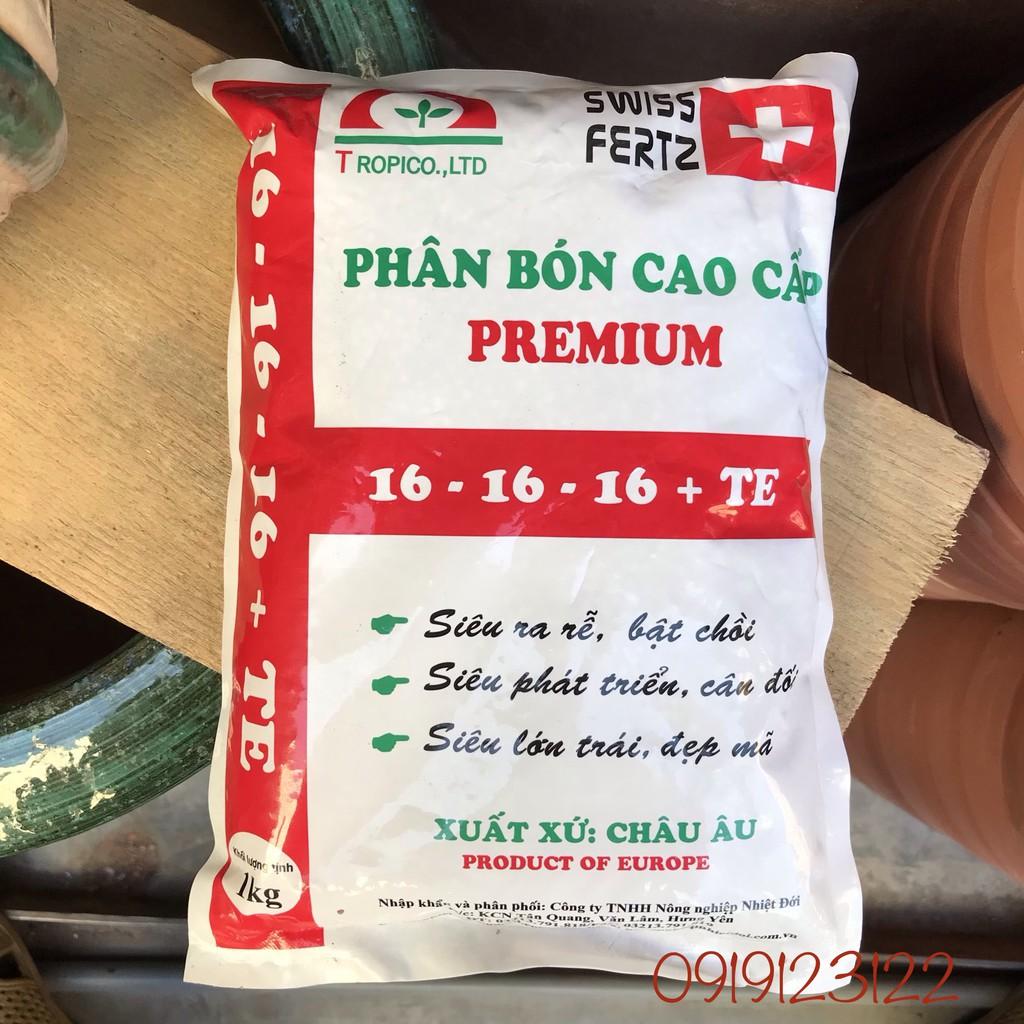 TROPICO.,LTD
SWISS
FERTZ
PHÂN BÓN CAO CẤP
PREMIUM
16 - 16 - 16 + TE
16 - 16 - 16 + TE
Siêu ra rễ, bật chồi
Siêu phát triển, cân đối
Siêu lớn trái, đẹp mã
XUẤT XỨ: CHÂU ÂU
PRODUCT OF EUROPE
Khối lượng tịnh
1kg
Nhập khẩu và phân phối: Công ty TNHH Nông nghiệp Nhiệt Đới
KCN Tân Quang, Văn Lâm, Hưng Yên
0919123122